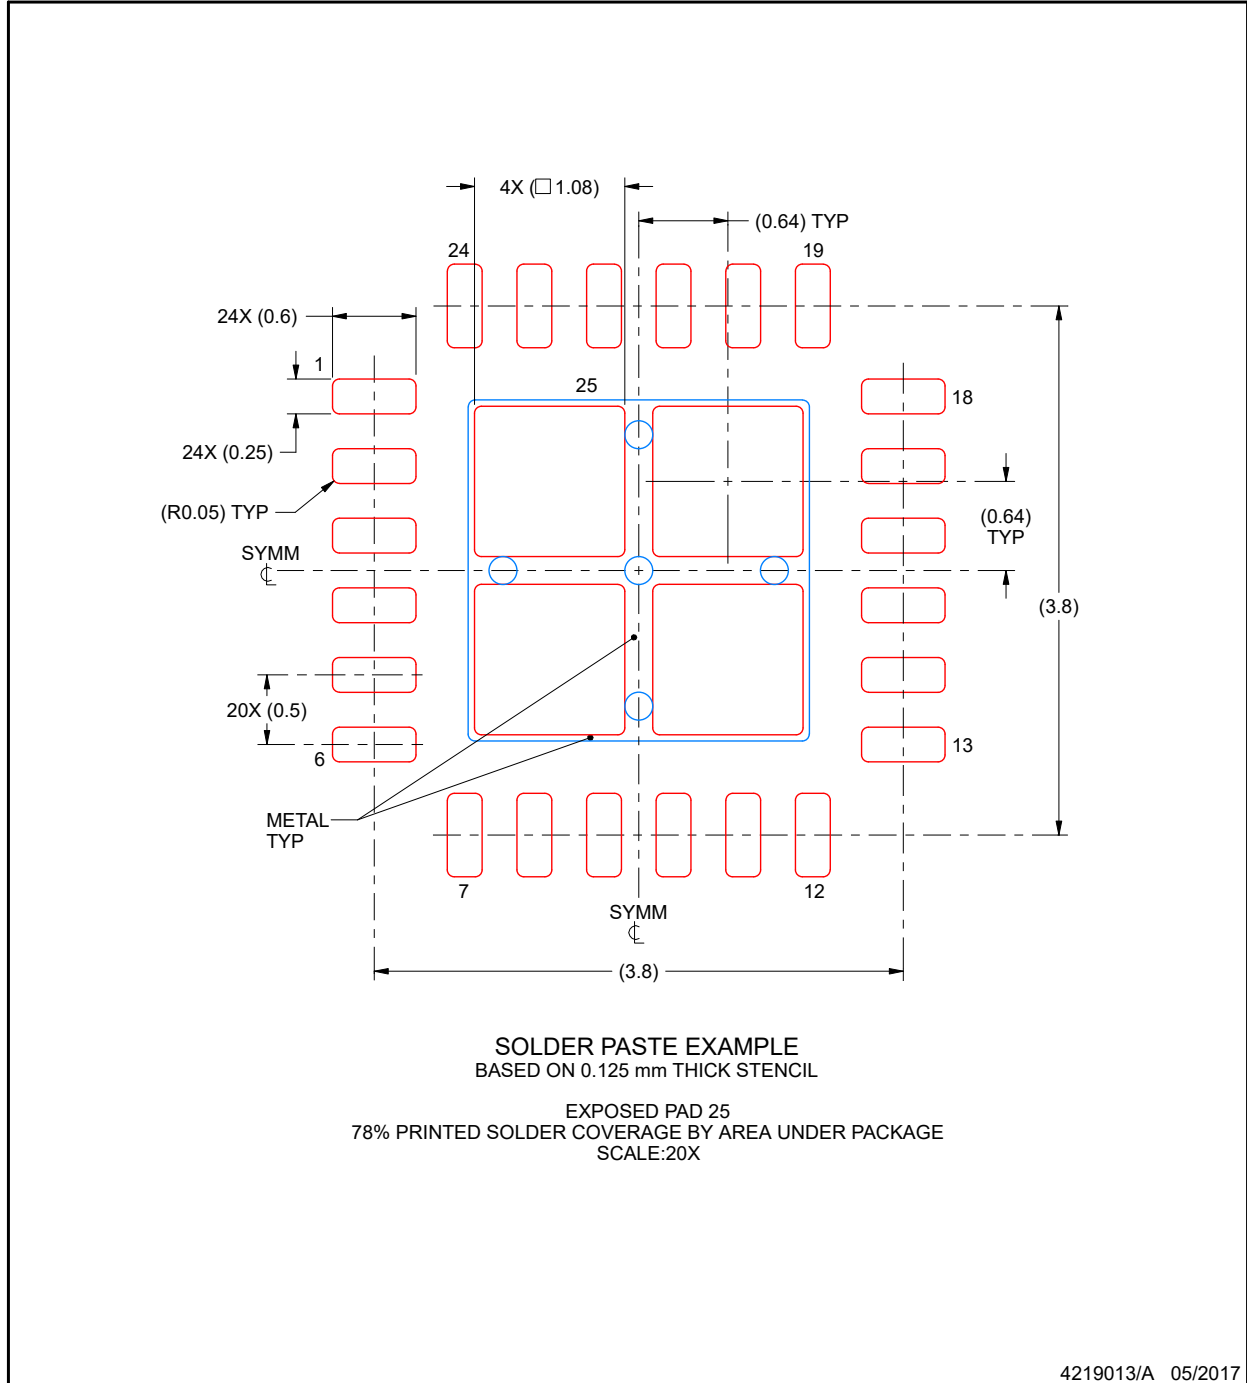 4X (□ 1.08)
(0.64) TYP
24
19
24X (0.6)
1
25
18
24X (0.25)
(R0.05) TYP
(0.64)
TYP
SYMM
℄
(3.8)
20X (0.5)
6
13
METAL
TYP
7
12
SYMM
℄
(3.8)
SOLDER PASTE EXAMPLE
BASED ON 0.125 mm THICK STENCIL
EXPOSED PAD 25
78% PRINTED SOLDER COVERAGE BY AREA UNDER PACKAGE
SCALE:20X
4219013/A 05/2017